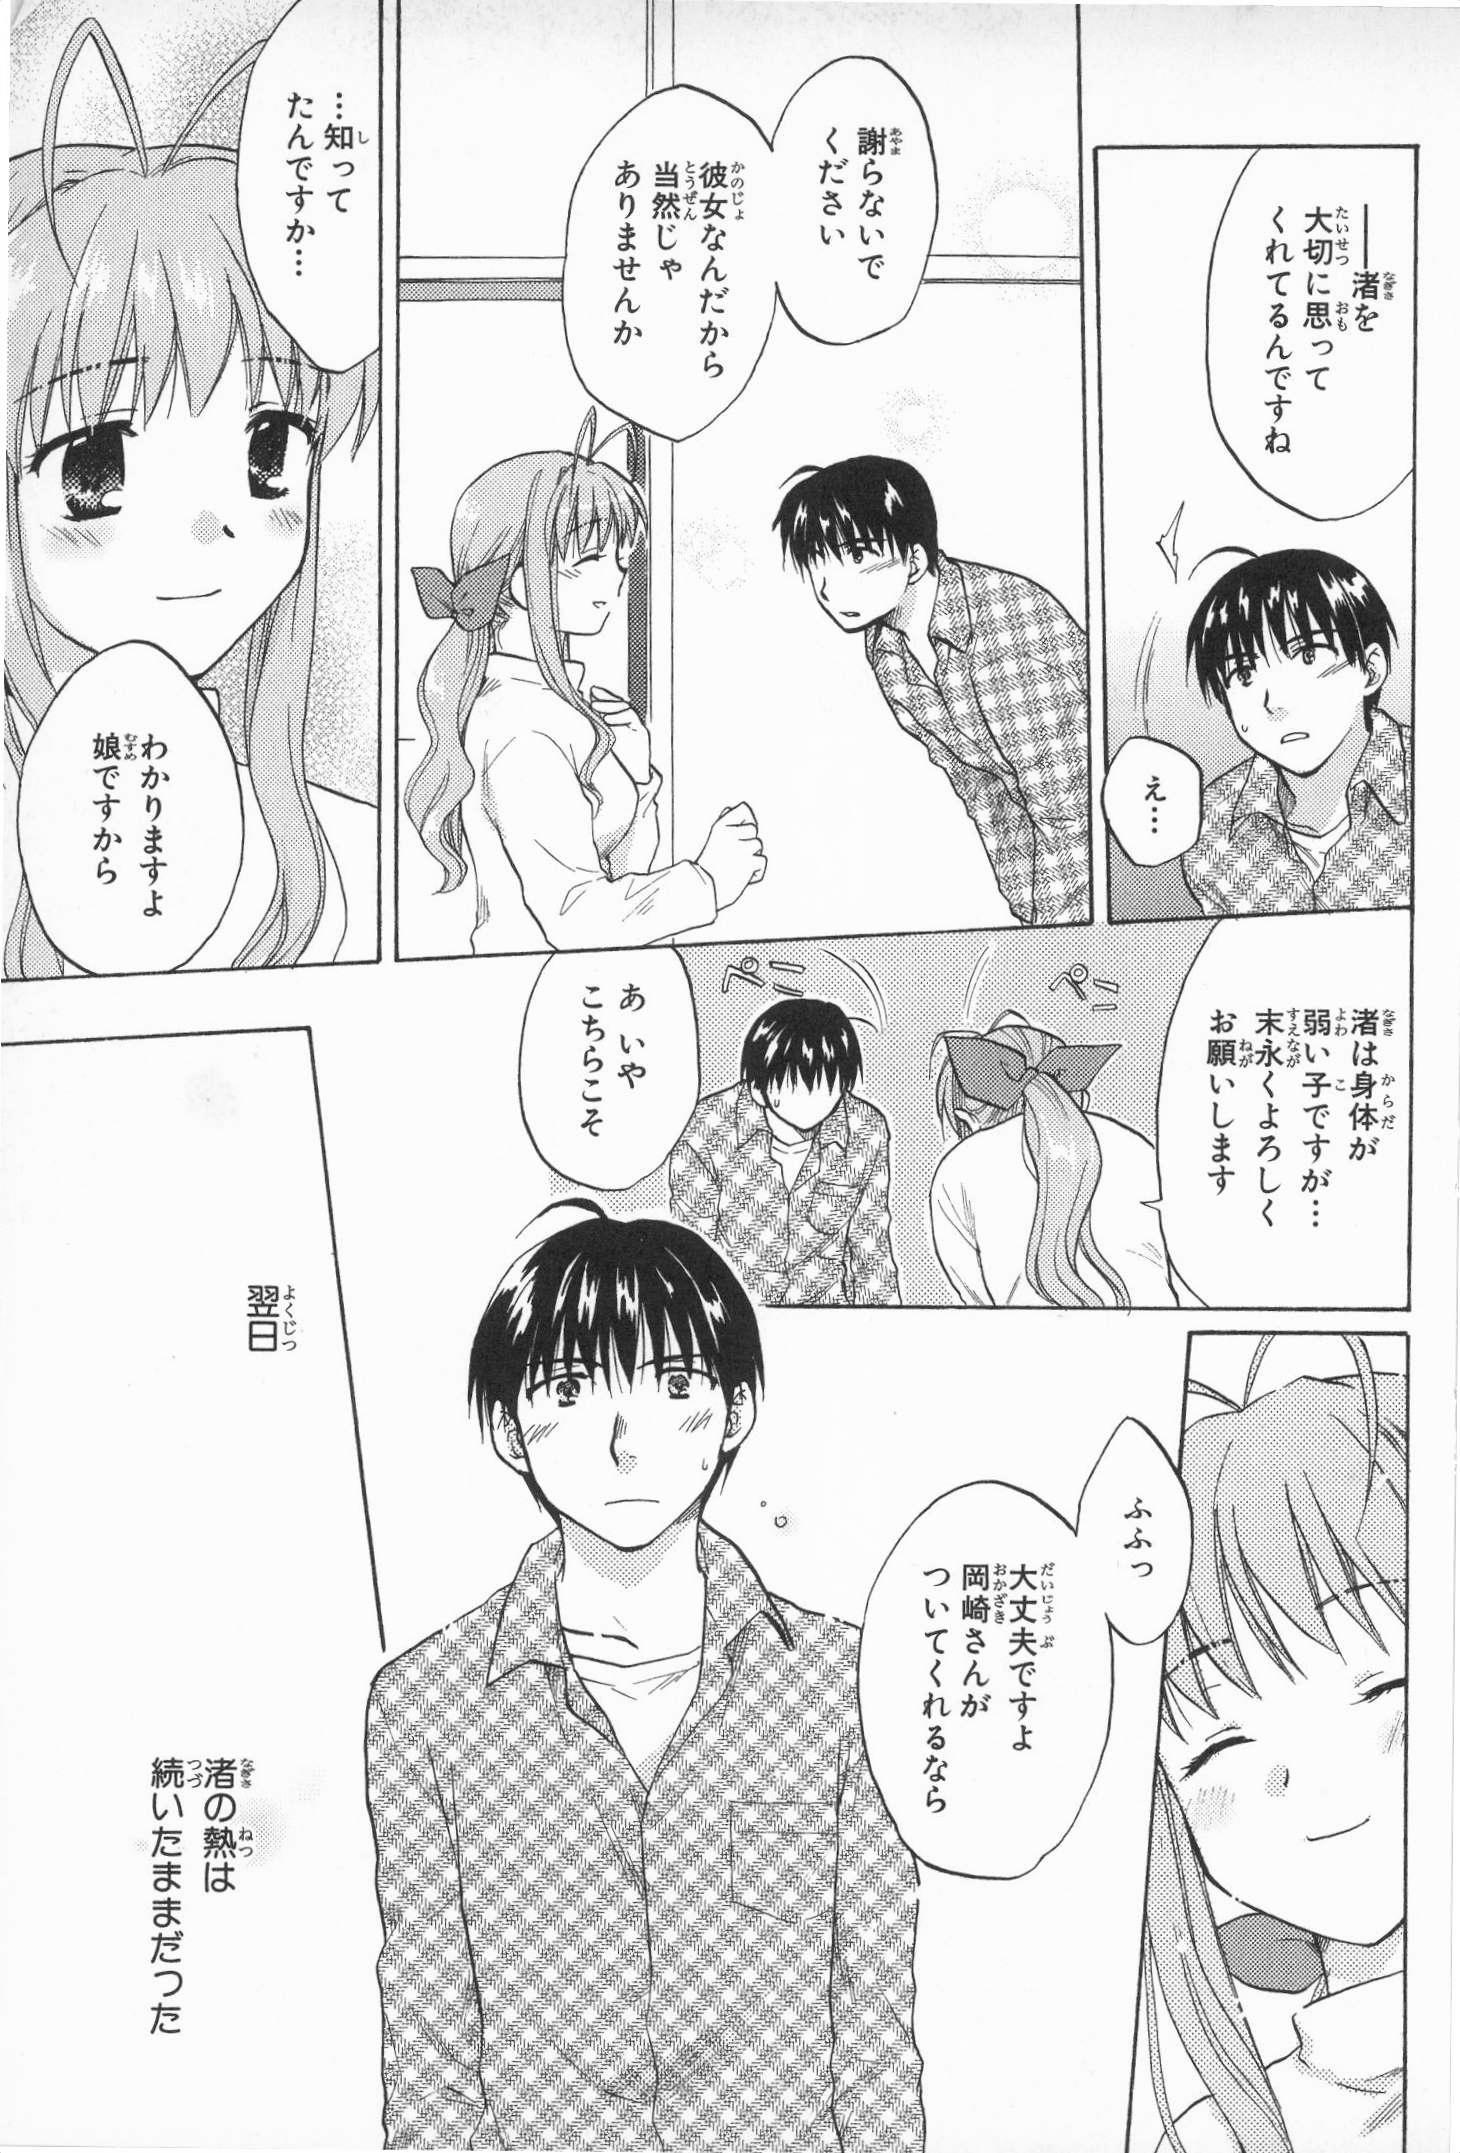 ――渚を
大切に思って
くれてるんですね
え…
謝らないで
ください
彼女なんだから
当然じゃ
ありませんか
…知って
たんですか…
わかりますよ
娘ですから
渚は身体が
弱い子ですが…
末永くよろしく
お願いします
ペこ
ペこ
あ いや
こちらこそ
ふふっ
大丈夫ですよ
岡崎さんが
ついてくれるなら
翌日
渚の熱は
続いたままだった